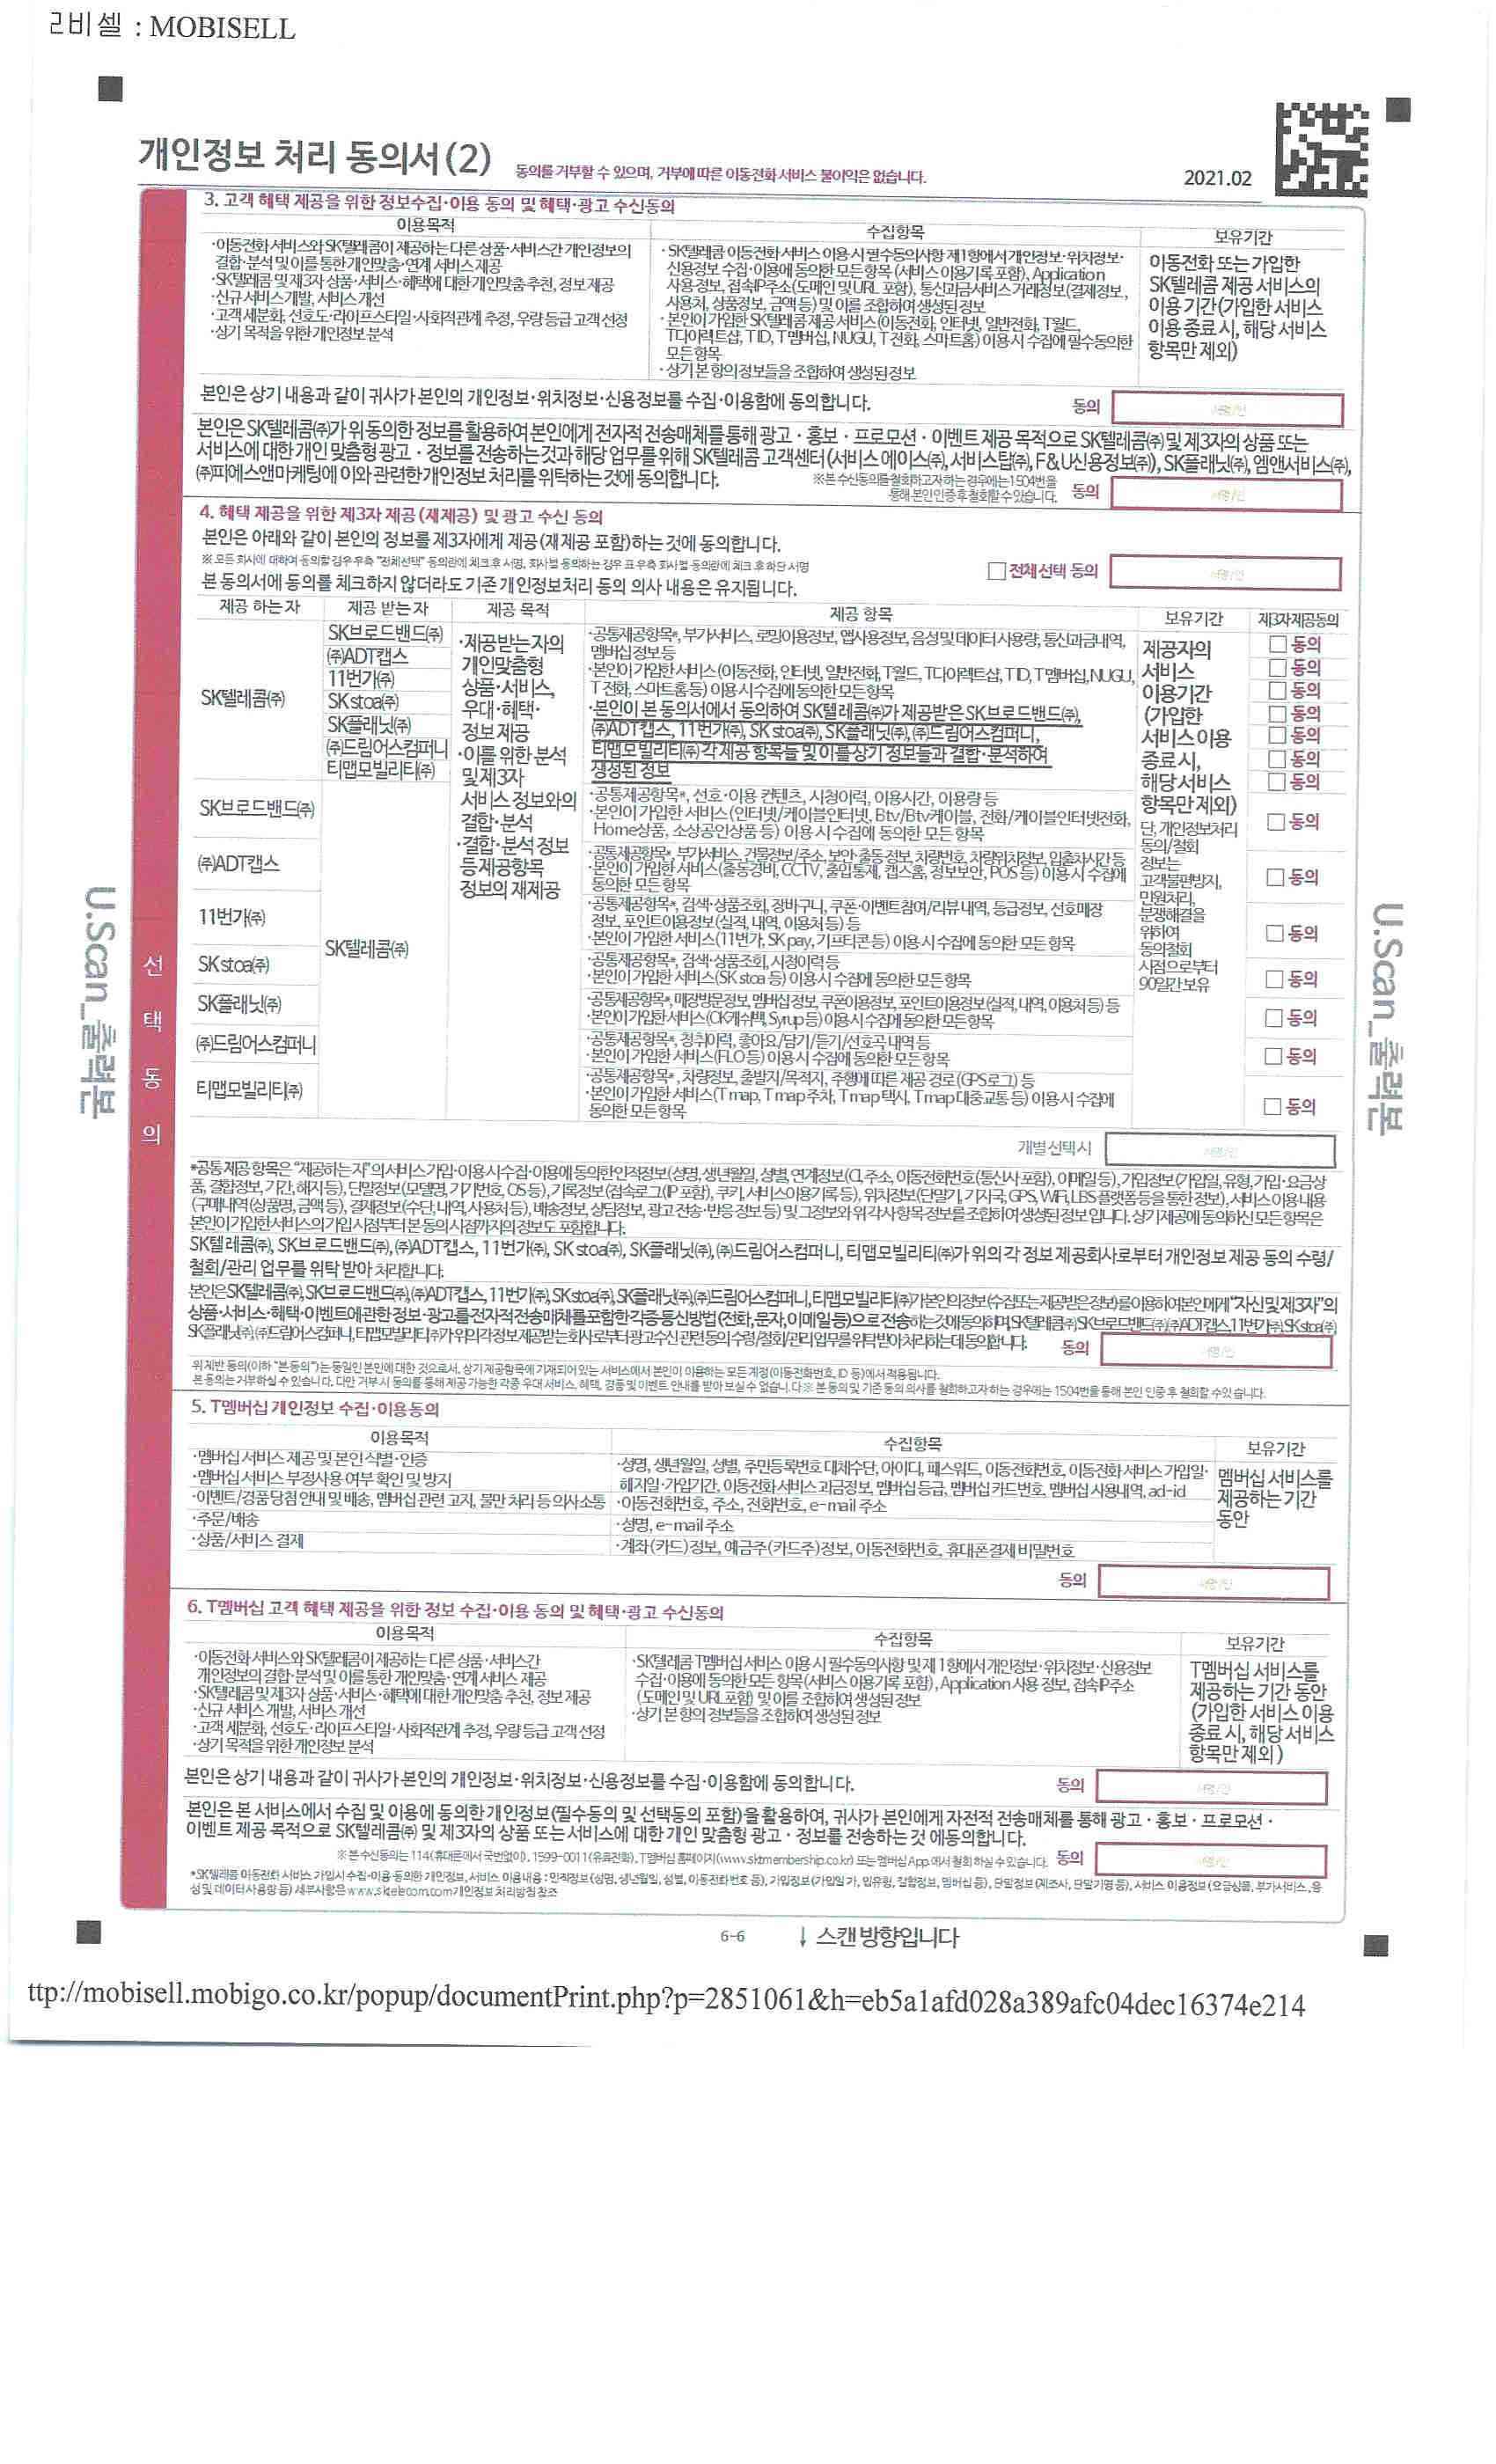 비셀 : MOBISELL
개인정보 처리 동의서(2)
동의를 거부할 수 있으며, 거부에 따른 이동전화 서비스 불이익은 없습니다.
2021.02
3. 고객 혜택 제공을 위한 정보수집·이용 동의 및 혜택·광고 수신동의
이용목적
수집항목
보유기간
·이동전화 서비스와 SK텔레콤이 제공하는 다른 상품·서비스간 개인정보의
결합·분석 및 이를 통한 개인맞춤·연계 서비스 제공
·SK텔레콤 및 제3자 상품·서비스·혜택에 대한 개인맞춤 추천, 정보 제공
·신규 서비스 개발, 서비스 개선
·고객 세분화, 선호도·라이프스타일·사회적관계 추정, 우량 등급 고객 선정
·상기 목적을 위한 개인정보 분석
·SK텔레콤 이동전화 서비스 이용 시 필수동의사항 제1항에서 개인정보·위치정보·
신용정보 수집·이용에 동의한 모든 항목 (서비스 이용기록 포함), Application
사용 정보, 접속IP주소(도메인 및 URL 포함), 통신과금서비스 거래정보(결제정보,
사용처, 상품정보, 금액 등) 및 이를 조합하여 생성된 정보
·본인이 가입한 SK텔레콤 제공 서비스(이동전화, 인터넷, 일반전화, T월드,
T다이렉트샵, TID, T멤버십, NUGU, T전화, 스마트홈) 이용 시 수집에 필수동의한
모든 항목
·상기 본 항의 정보들을 조합하여 생성된 정보
이동전화 또는 가입한
SK텔레콤 제공 서비스의
이용 기간(가입한 서비스
이용 종료 시, 해당 서비스
항목만 제외)
본인은 상기 내용과 같이 귀사가 본인의 개인정보·위치정보·신용정보를 수집·이용함에 동의합니다.
동의
본인은 SK텔레콤㈜가 위 동의한 정보를 활용하여 본인에게 전자적 전송매체를 통해 광고·홍보·프로모션·이벤트 제공 목적으로 SK텔레콤㈜ 및 제3자의 상품 또는
서비스에 대한 개인 맞춤형 광고·정보를 전송하는 것과 해당 업무를 위해 SK텔레콤 고객센터(서비스 에이스㈜, 서비스탑㈜, F&U신용정보㈜), SK플래닛㈜, 엠앤서비스㈜,
㈜피에스앤마케팅에 이와 관련한 개인정보 처리를 위탁하는 것에 동의합니다.
※본 수신동의를 철회하고자 하는 경우에는 1504번을
통해 본인 인증 후 철회할 수 있습니다.
동의
4. 혜택 제공을 위한 제3자 제공 (재제공) 및 광고 수신 동의
본인은 아래와 같이 본인의 정보를 제3자에게 제공 (재제공 포함)하는 것에 동의합니다.
※ 모든 회사에 대하여 동의할 경우 우측 "전체선택" 동의란에 체크 후 서명, 회사별 동의하는 경우 표 우측 회사별 동의란에 체크 후 하단 서명
본 동의서에 동의를 체크하지 않더라도 기존 개인정보처리 동의 의사 내용은 유지됩니다.
전체선택 동의
제공 하는 자
제공 받는 자
제공 목적
제공 항목
보유기간
제3자 제공 동의
SK텔레콤㈜
SK브로드밴드㈜
㈜ADT캡스
11번가㈜
SK stoa㈜
SK플래닛㈜
㈜드림어스컴퍼니
티맵모빌리티㈜
·제공받는자의
개인맞춤형
상품·서비스,
우대·혜택·
정보 제공
·이를 위한 분석
및 제3자
서비스 정보와의
결합·분석
·결합·분석 정보
등 제공항목
정보의 재제공
·공통제공항목*, 부가서비스, 로밍이용정보, 앱사용정보, 음성 및 데이터 사용량, 통신과금내역,
멤버십정보 등
·본인이 가입한 서비스(이동전화, 인터넷, 일반전화, T월드, T다이렉트샵, TID, T멤버십, NUGU,
T전화, 스마트홈 등) 이용 시 수집에 동의한 모든 항목
·본인이 본 동의서에서 동의하여 SK텔레콤㈜가 제공받은 SK브로드밴드㈜,
㈜ADT캡스, 11번가㈜, SK stoa㈜, SK플래닛㈜, ㈜드림어스컴퍼니,
티맵모빌리티㈜ 각 제공 항목들 및 이를 상기 정보들과 결합·분석하여
생성된 정보
제공자의
서비스
이용기간
(가입한
서비스 이용
종료 시,
해당 서비스
항목만 제외)
단, 개인정보처리
동의/철회
정보는
고객불편방지,
민원처리,
분쟁해결을
위하여
동의철회
시점으로부터
90일간 보유
동의
동의
동의
동의
동의
동의
동의
SK브로드밴드㈜
·공통제공항목*, 선호·이용 컨텐츠, 시청이력, 이용시간, 이용량 등
·본인이 가입한 서비스(인터넷/케이블인터넷, Btv/Btv케이블, 전화/케이블인터넷전화,
Home상품, 소상공인상품 등) 이용 시 수집에 동의한 모든 항목
동의
㈜ADT캡스
·공통제공항목*, 부가서비스, 건물정보/주소, 보안·출동정보, 차량번호, 차량위치정보, 입출차시간 등
·본인이 가입한 서비스(출동경비, CCTV, 출입통제, 캡스홈, 정보보안, POS 등) 이용 시 수집에
동의한 모든 항목
동의
11번가㈜
SK텔레콤㈜
·공통제공항목*, 검색·상품조회, 장바구니, 쿠폰·이벤트참여/리뷰 내역, 등급정보, 선호매장
정보, 포인트이용정보(실적, 내역, 이용처 등) 등
·본인이 가입한 서비스(11번가, SK pay, 기프티콘 등) 이용 시 수집에 동의한 모든 항목
동의
SK stoa㈜
·공통제공항목*, 검색·상품조회, 시청이력 등
·본인이 가입한 서비스(SK stoa 등) 이용 시 수집에 동의한 모든 항목
동의
SK플래닛㈜
·공통제공항목*, 매장방문정보, 멤버십 정보, 쿠폰이용정보, 포인트이용정보(실적, 내역, 이용처 등) 등
·본인이 가입한 서비스(OK캐쉬백, Syrup 등) 이용 시 수집에 동의한 모든 항목
동의
㈜드림어스컴퍼니
·공통제공항목*, 청취이력, 좋아요/담기/듣기/선호곡 내역 등
·본인이 가입한 서비스(FLO 등) 이용 시 수집에 동의한 모든 항목
동의
티맵모빌리티㈜
·공통제공항목*, 차량정보, 출발지/목적지, 주행에 따른 제공 경로(GPS로그) 등
·본인이 가입한 서비스(T map, T map 주차, T map 택시, T map 대중교통 등) 이용 시 수집에
동의한 모든 항목
동의
개별선택시
*공통 제공 항목은 "제공하는 자"의 서비스 가입·이용 시 수집·이용에 동의한 인적정보(성명, 생년월일, 성별, 연계정보(CI, 주소, 이동전화번호(통신사 포함), 이메일 등), 가입정보(가입일, 유형, 가입·요금상
품, 결합정보, 기간, 해지 등), 단말정보(모델명, 기기번호, OS 등), 기록정보(접속로그(IP 포함), 쿠키, 서비스이용기록 등), 위치정보(단말기, 기지국, GPS, WiFi, LBS 플랫폼 등을 통한 정보), 서비스 이용내용
(구매내역(상품명, 금액 등), 결제정보(수단, 내역, 사용처 등), 배송정보, 상담정보, 광고 전송·반응 정보 등) 및 그 정보와 위 각 사항 항목 정보를 조합하여 생성된 정보입니다. 상기 제공에 동의하신 모든 항목은
본인이 가입한 서비스의 가입 시점부터 본 동의 시점까지의 정보도 포함합니다.
SK텔레콤㈜, SK브로드밴드㈜, ㈜ADT캡스, 11번가㈜, SK stoa㈜, SK플래닛㈜, ㈜드림어스컴퍼니, 티맵모빌리티㈜가 위의 각 정보 제공회사로부터 개인정보 제공 동의 수령/
철회/관리 업무를 위탁 받아 처리합니다.
본인은 SK텔레콤㈜, SK브로드밴드㈜, ㈜ADT캡스, 11번가㈜, SK stoa㈜, SK플래닛㈜, ㈜드림어스컴퍼니, 티맵모빌리티㈜가 본인의 정보(수집 또는 제공받은 정보)를 이용하여 본인에게 "자신 및 제3자"의
상품·서비스·혜택·이벤트에 관한 정보·광고를 전자적 전송매체를 포함한 각종 통신방법(전화, 문자, 이메일 등)으로 전송하는 것에 동의하며, SK텔레콤㈜ SK브로드밴드㈜, ㈜ADT캡스, 11번가㈜, SK stoa㈜,
SK플래닛㈜, ㈜드림어스컴퍼니, 티맵모빌리티㈜가 위의 각 정보 제공받는 회사로부터 광고 수신 관련 동의 수령/철회/관리 업무를 위탁받아 처리하는 데 동의합니다.
동의
위 제반 동의(이하 "본 동의")는 동일인 본인에 대한 것으로서, 상기 제공항목에 기재되어 있는 서비스에서 본인이 이용하는 모든 계정(이동전화번호, ID 등)에서 적용됩니다.
본 동의는 거부하실 수 있습니다. 다만 거부 시 동의를 통해 제공 가능한 각종 우대 서비스, 혜택, 경품 및 이벤트 안내를 받아 보실 수 없습니다 ※ 본 동의 및 기존 동의 의사를 철회하고자 하는 경우에는 1504번을 통해 본인 인증 후 철회할 수 있습니다.
5. T멤버십 개인정보 수집·이용동의
이용목적
수집항목
보유기간
·멤버십 서비스 제공 및 본인 식별·인증
·멤버십 서비스 부정사용 여부 확인 및 방지
·성명, 생년월일, 성별, 주민등록번호 대체수단, 아이디, 패스워드, 이동전화번호, 이동전화 서비스 가입일·
해지일·가입기간, 이동전화 서비스 과금정보, 멤버십 등급, 멤버십 카드번호, 멤버십 사용내역, ad-id
멤버십 서비스를
제공하는 기간
동안
·이벤트/경품 당첨 안내 및 배송, 멤버십 관련 고지, 불만 처리 등 의사소통
·이동전화번호, 주소, 전화번호, e-mail 주소
·주문/배송
·성명, e-mail 주소
·상품/서비스 결제
·계좌(카드)정보, 예금주(카드주)정보, 이동전화번호, 휴대폰결제 비밀번호
동의
6. T멤버십 고객 혜택 제공을 위한 정보 수집·이용 동의 및 혜택·광고 수신동의
이용목적
수집항목
보유기간
·이동전화 서비스와 SK텔레콤이 제공하는 다른 상품·서비스간
개인정보의 결합·분석 및 이를 통한 개인맞춤·연계 서비스 제공
·SK텔레콤 및 제3자 상품·서비스·혜택에 대한 개인맞춤 추천, 정보 제공
·신규 서비스 개발, 서비스 개선
·고객 세분화, 선호도·라이프스타일·사회적관계 추정, 우량 등급 고객 선정
·상기 목적을 위한 개인정보 분석
·SK텔레콤 T멤버십 서비스 이용 시 필수동의사항 및 제1항에서 개인정보·위치정보·신용정보
수집·이용에 동의한 모든 항목 (서비스 이용기록 포함), Application 사용 정보, 접속IP주소
(도메인 및 URL 포함) 및 이를 조합하여 생성된 정보
·상기 본 항의 정보들을 조합하여 생성된 정보
T멤버십 서비스를
제공하는 기간 동안
(가입한 서비스 이용
종료 시, 해당 서비스
항목만 제외)
본인은 상기 내용과 같이 귀사가 본인의 개인정보·위치정보·신용정보를 수집·이용함에 동의합니다.
동의
본인은 본 서비스에서 수집 및 이용에 동의한 개인정보(필수동의 및 선택동의 포함)을 활용하여, 귀사가 본인에게 자전적 전송매체를 통해 광고·홍보·프로모션·
이벤트 제공 목적으로 SK텔레콤㈜ 및 제3자의 상품 또는 서비스에 대한 개인 맞춤형 광고·정보를 전송하는 것에 동의합니다.
※본 수신동의는 114(휴대폰에서 국번없이), 1599-0011(유료전화), T멤버십 홈페이지(www.sktmembership.co.kr) 또는 멤버십 App.에서 철회 하실 수 있습니다.
동의
*SK텔레콤 이동전화 서비스 가입시 수집·이용 동의한 개인정보, 서비스 이용내용 : 인적정보(성명, 생년월일, 성별, 이동전화번호 등), 가입정보(가입일가, 입유형, 결합정보, 멤버십 등), 단말정보(제조사, 단말기명 등), 서비스 이용정보(요금상품, 부가서비스, 음
성 및 데이터 사용량 등) 세부사항은 www.sktelecom.com 개인정보 처리방침 참조
선택동의
U.Scan_출력본
U.Scan_출력본
6-6
↓ 스캔 방향입니다
ttp://mobisell.mobigo.co.kr/popup/documentPrint.php?p=2851061&h=eb5a1afd028a389afc04dec16374e214